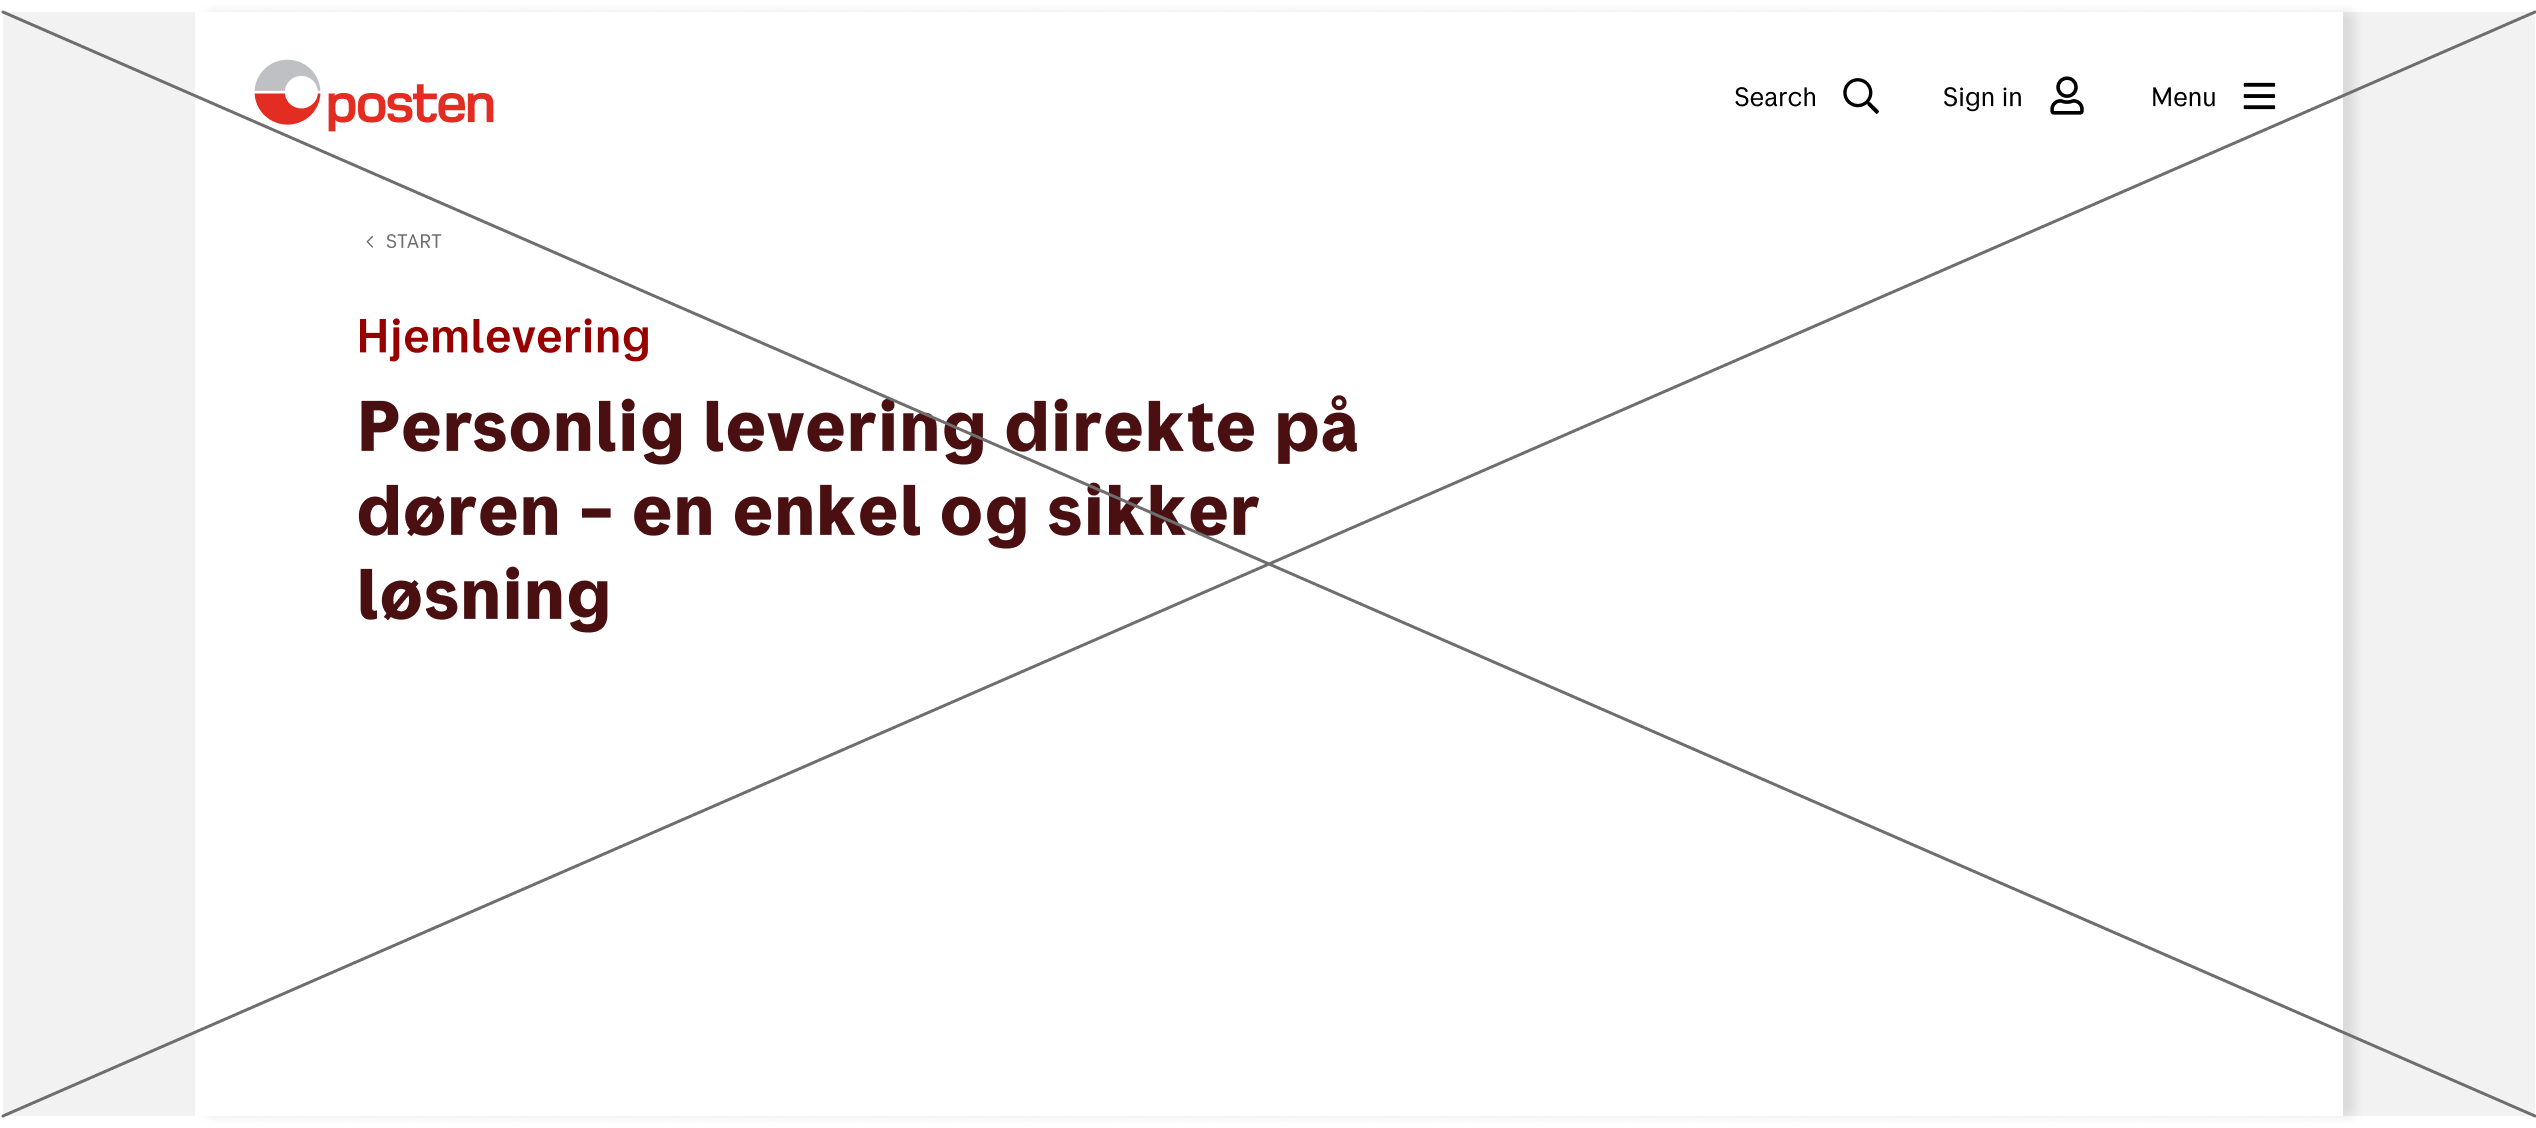 posten
Search Sign in Menu
START
Hjemlevering
Personlig levering direkte på
døren – en enkel og sikker
løsning